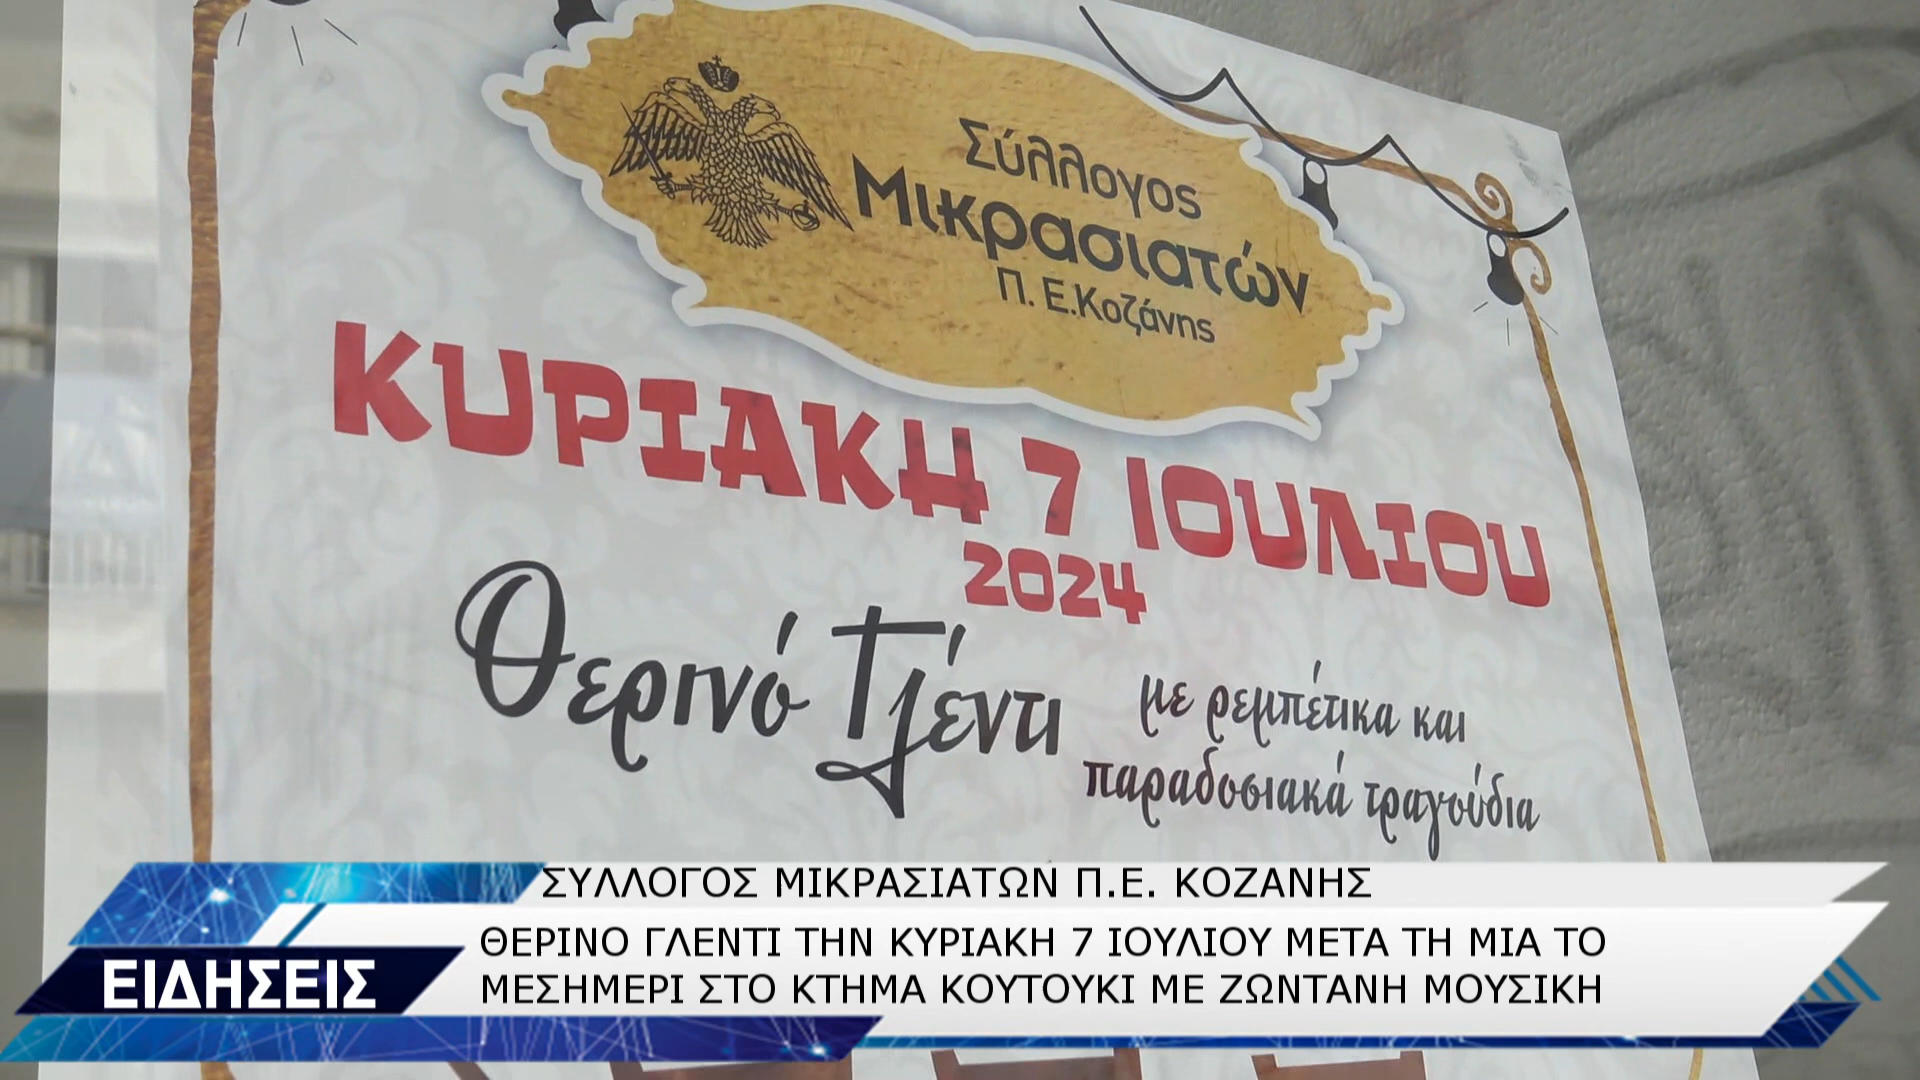 Σύλλογος
Μικρασιατών
Π. Ε.Κοζάνης
ΚΥΡΙΑΚΗ 7 ΙΟΥΛΙΟΥ
2024
Θερινό Γλέντι
με ρεμπέτικα και
παραδοσιακά τραγούδια
ΣΥΛΛΟΓΟΣ ΜΙΚΡΑΣΙΑΤΩΝ Π.Ε. ΚΟΖΑΝΗΣ
ΘΕΡΙΝΟ ΓΛΕΝΤΙ ΤΗΝ ΚΥΡΙΑΚΗ 7 ΙΟΥΛΙΟΥ ΜΕΤΑ ΤΗ ΜΙΑ ΤΟ
ΜΕΣΗΜΕΡΙ ΣΤΟ ΚΤΗΜΑ ΚΟΥΤΟΥΚΙ ΜΕ ΖΩΝΤΑΝΗ ΜΟΥΣΙΚΗ
ΕΙΔΗΣΕΙΣ